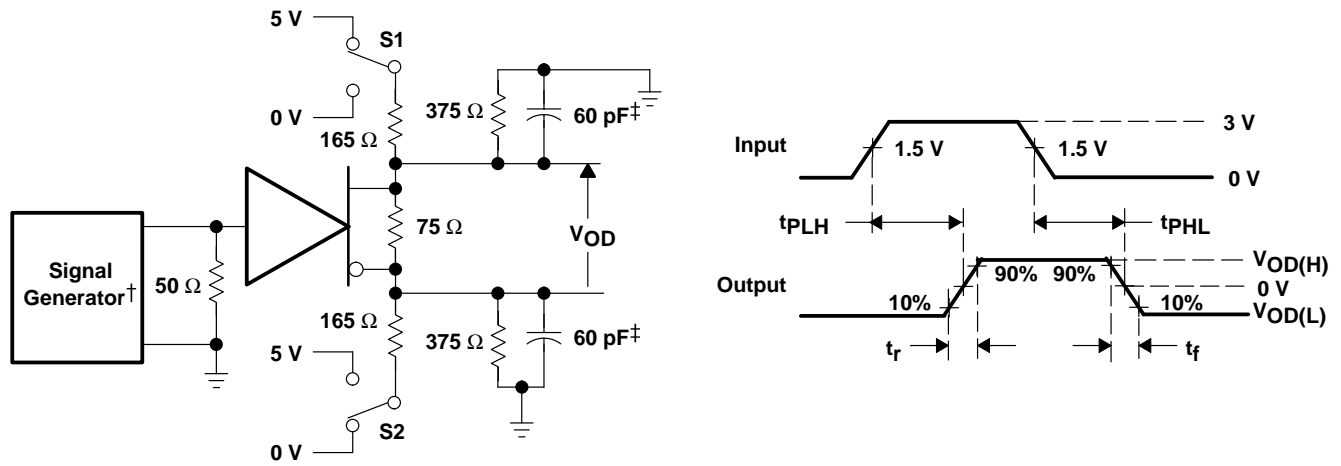 5 V
S1
0 V
165 Ω
375 Ω
60 pF‡
75 Ω
VOD
Signal
Generator†
50 Ω
165 Ω
375 Ω
60 pF‡
5 V
S2
0 V
Input
1.5 V
1.5 V
3 V
0 V
tPLH
tPHL
Output
10%
90%
90%
10%
VOD(H)
0 V
VOD(L)
tr
tf